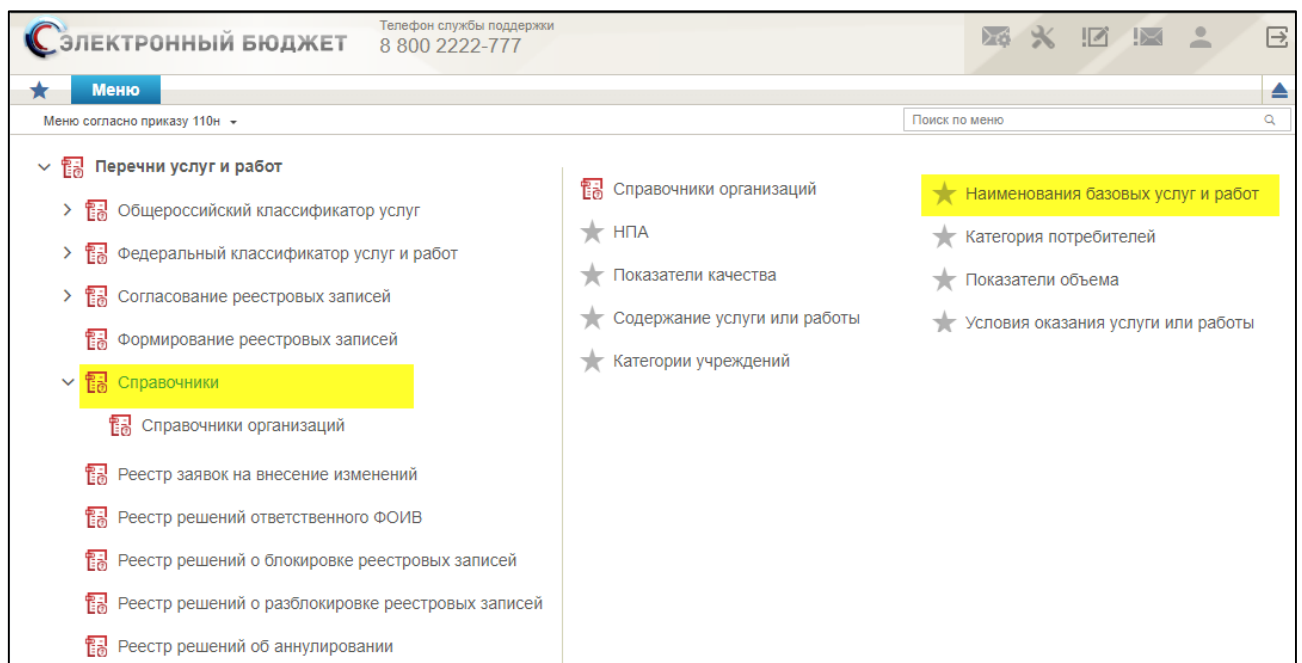 ЭЛЕКТРОННЫЙ БЮДЖЕТ
Телефон службы поддержки
8 800 2222-777
Меню
Меню согласно приказу 110н
Поиск по меню
Перечни услуг и работ
Общероссийский классификатор услуг
Федеральный классификатор услуг и работ
Согласование реестровых записей
Формирование реестровых записей
Справочники
Справочники организаций
Реестр заявок на внесение изменений
Реестр решений ответственного ФОИВ
Реестр решений о блокировке реестровых записей
Реестр решений о разблокировке реестровых записей
Реестр решений об аннулировании
Справочники организаций
НПА
Показатели качества
Содержание услуги или работы
Категории учреждений
Наименования базовых услуг и работ
Категория потребителей
Показатели объема
Условия оказания услуги или работы